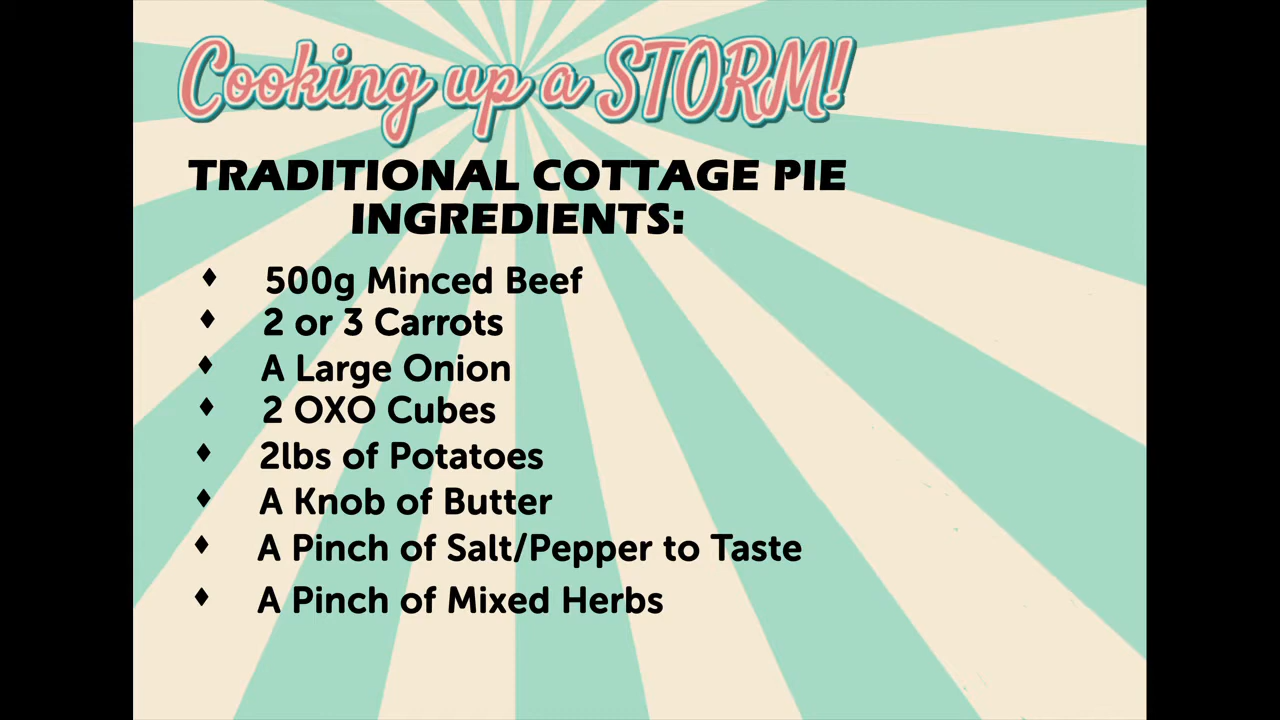 Cooking up a STORM!
TRADITIONAL COTTAGE PIE
INGREDIENTS:
♦ 500g Minced Beef
♦ 2 or 3 Carrots
♦ A Large Onion
♦ 2 OXO Cubes
♦ 2lbs of Potatoes
♦ A Knob of Butter
♦ A Pinch of Salt/Pepper to Taste
♦ A Pinch of Mixed Herbs